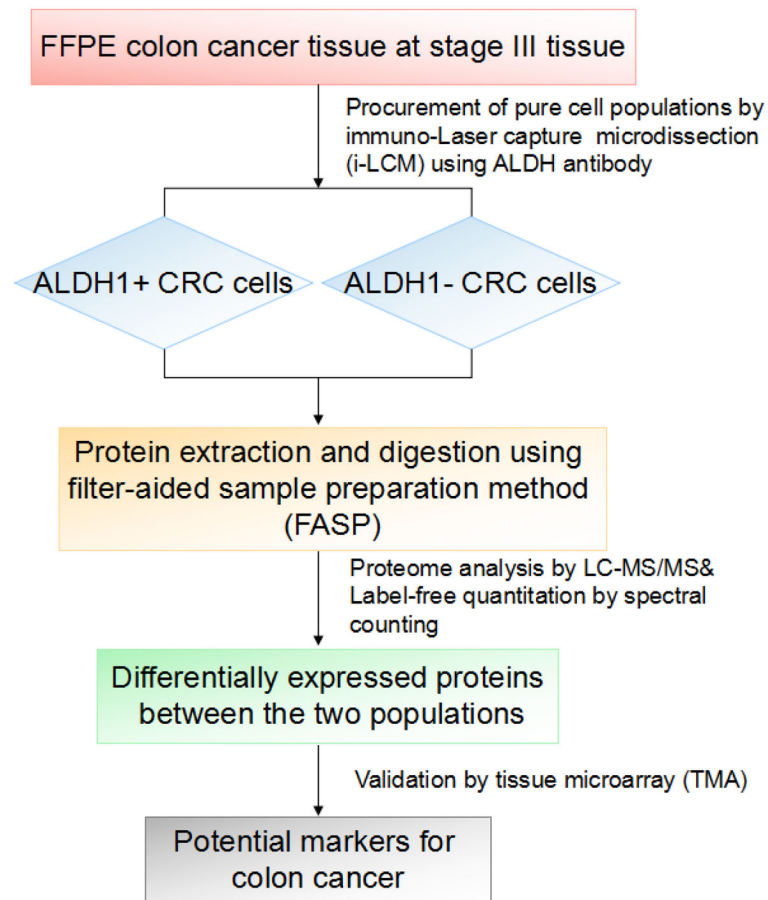 FFPE colon cancer tissue at stage III tissue
Procurement of pure cell populations by
immuno-Laser capture microdissection
(i-LCM) using ALDH antibody
ALDH1+ CRC cells
ALDH1- CRC cells
Protein extraction and digestion using
filter-aided sample preparation method
(FASP)
Proteome analysis by LC-MS/MS&
Label-free quantitation by spectral
counting
Differentially expressed proteins
between the two populations
Validation by tissue microarray (TMA)
Potential markers for
colon cancer